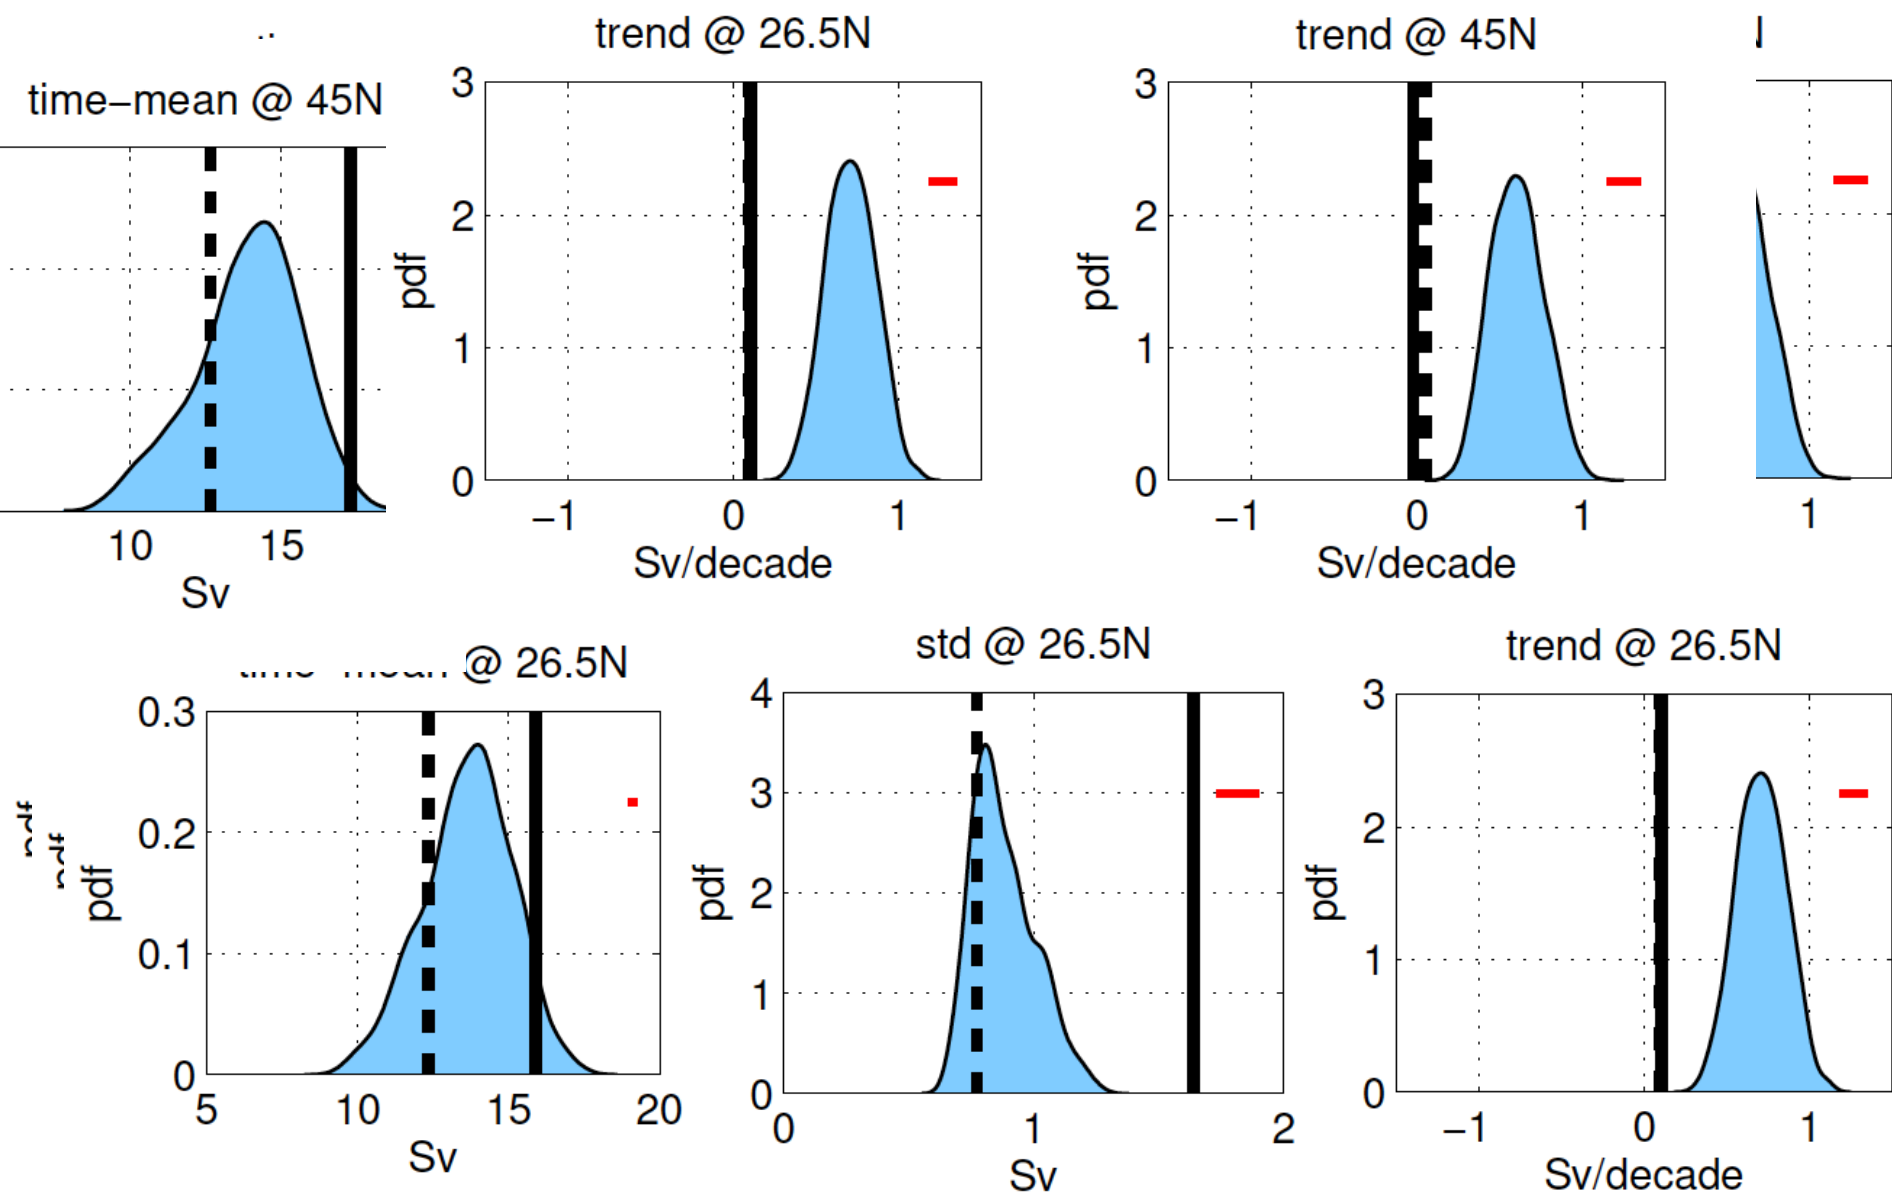 trend @ 26.5N
3
2
1
0
pdf
−1 0 1
Sv/decade
trend @ 45N
3
2
1
0
pdf
−1 0 1
Sv/decade
1
time−mean @ 45N
10 15
Sv
@ 26.5N
0.3
0.2
0.1
0
pdf
5 10 15 20
Sv
std @ 26.5N
4
3
2
1
0
pdf
0 1 2
Sv
trend @ 26.5N
3
2
1
0
pdf
−1 0 1
Sv/decade